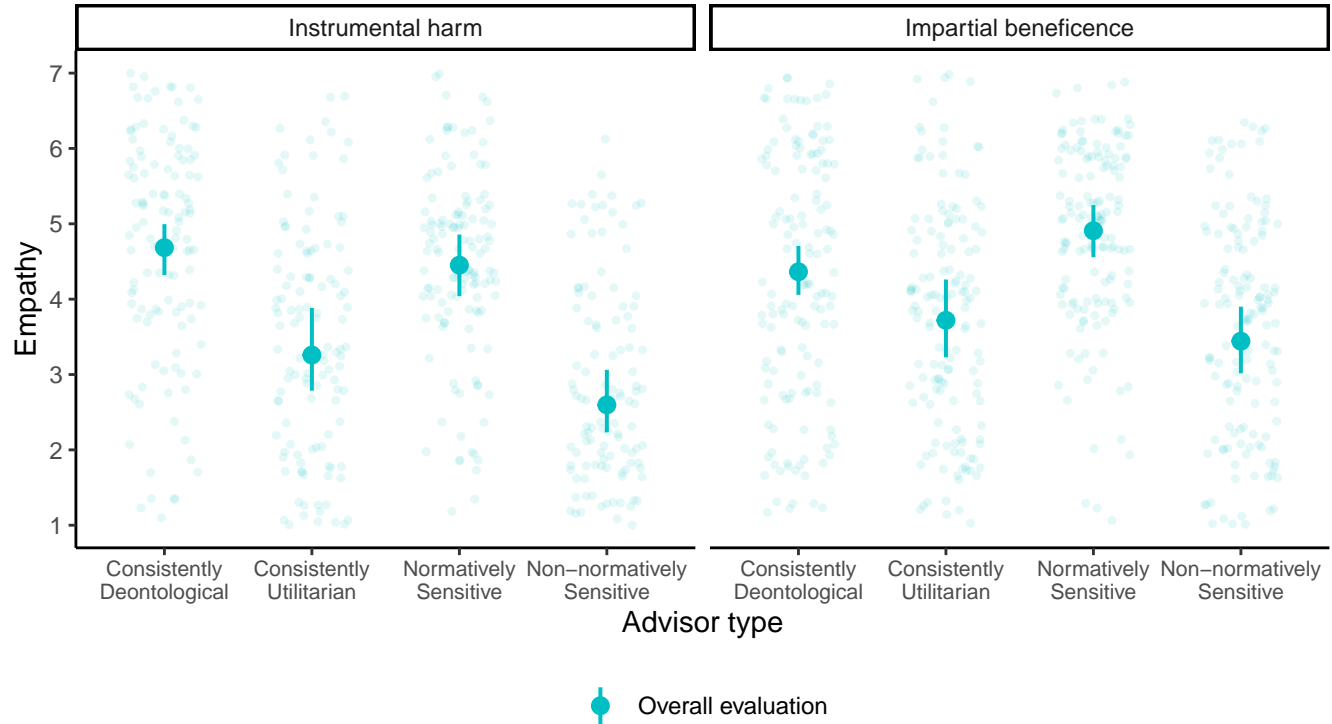 Instrumental harm
Impartial beneficence
Empathy
7
6
5
4
3
2
1
Consistently
Deontological
Consistently
Utilitarian
Normatively
Sensitive
Non−normatively
Sensitive
Consistently
Deontological
Consistently
Utilitarian
Normatively
Sensitive
Non−normatively
Sensitive
Advisor type
Overall evaluation